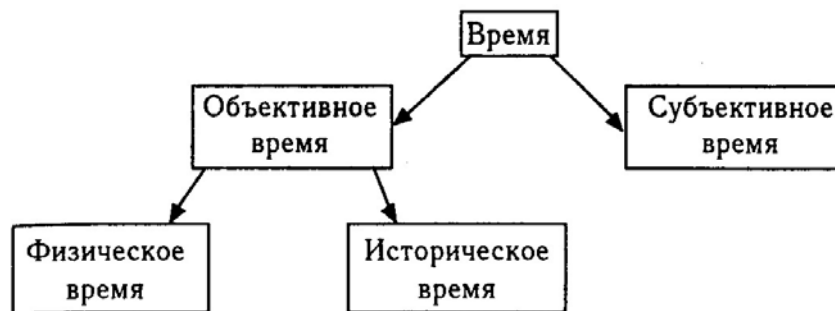 Время
Объективное
время
Субъективное
время
Физическое
время
Историческое
время